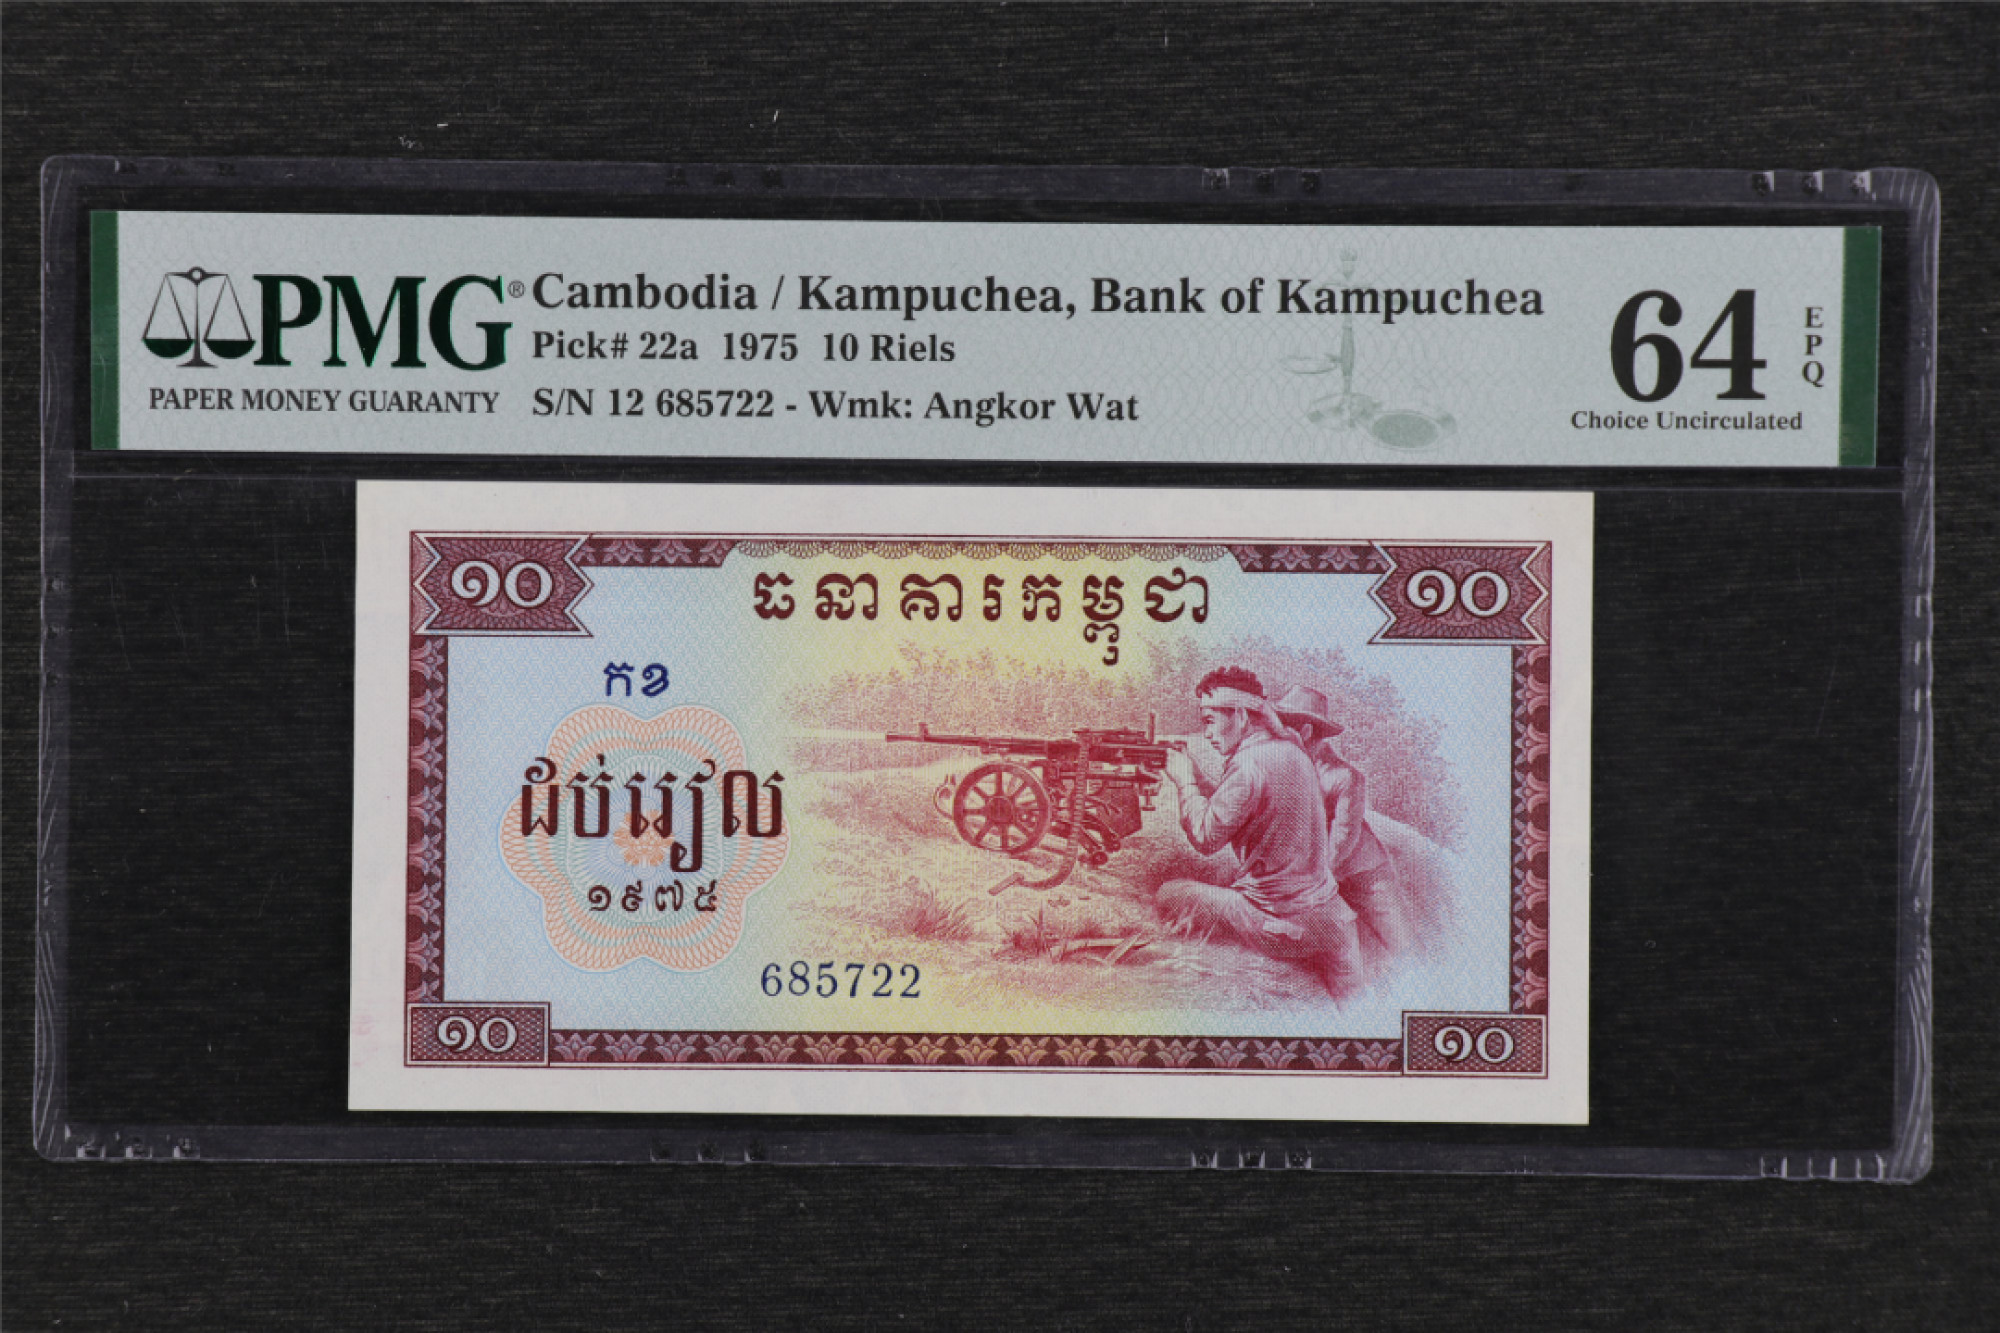 PMG®
PAPER MONEY GUARANTY
Cambodia / Kampuchea, Bank of Kampuchea
Pick# 22a 1975 10 Riels
S/N 12 685722 - Wmk: Angkor Wat
64
EPQ
Choice Uncirculated
១០
១០
ធនាគារកម្ពុជា
កខ
ដប់រៀល
១៩៧៥
685722
១០
១០